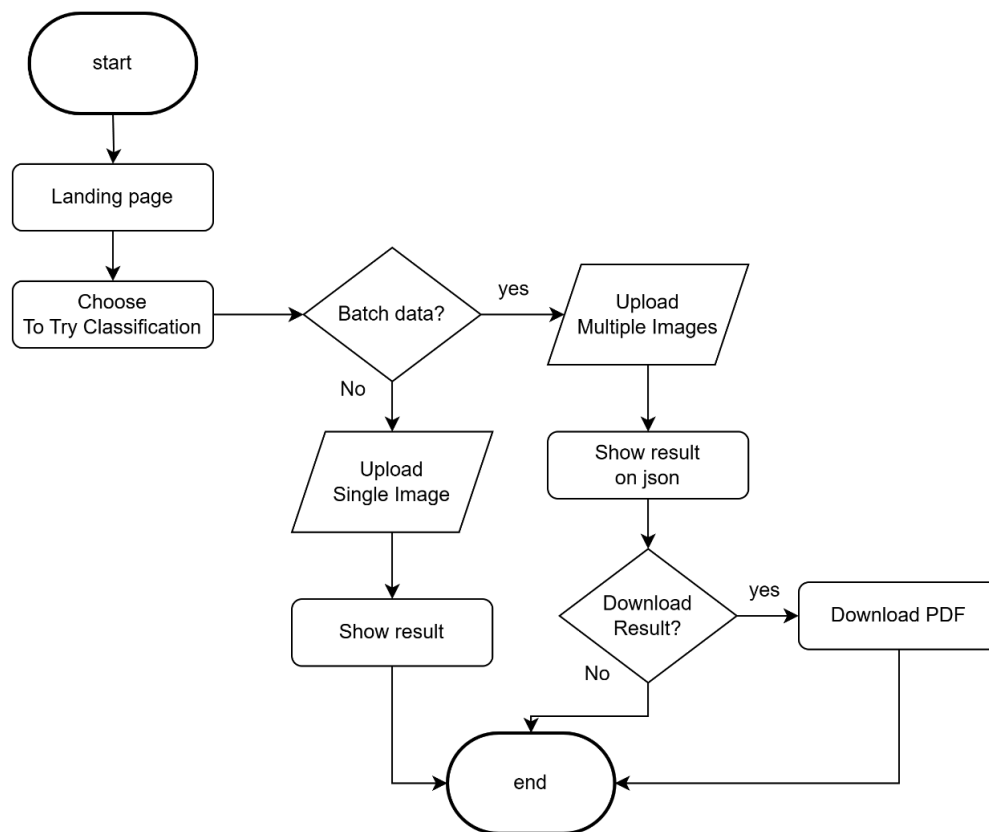 start
Landing page
Choose
To Try Classification
Batch data?
yes
Upload
Multiple Images
No
Upload
Single Image
Show result
on json
Show result
Download
Result?
yes
Download PDF
No
end